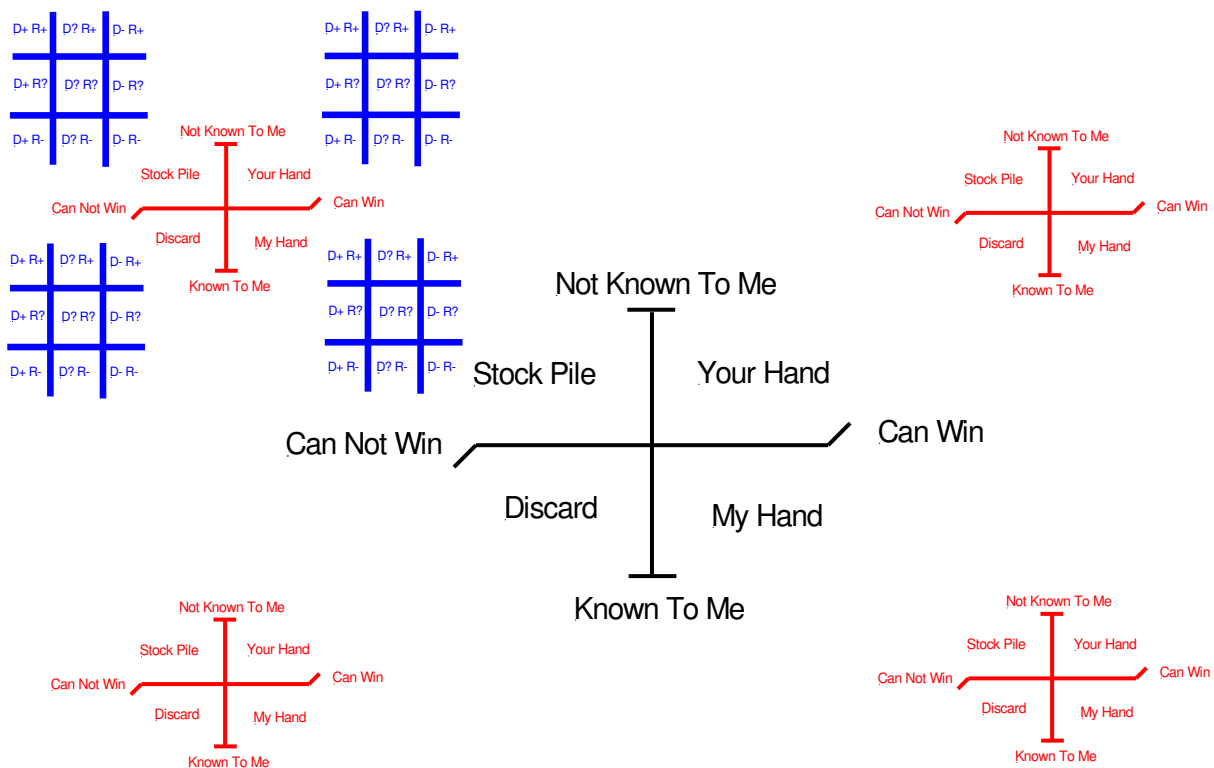 D+ R+ D? R+ D- R+
D+ R? D? R? D- R?
D+ R- D? R- D- R-
D+ R+ D? R+ D- R+
D+ R? D? R? D- R?
D+ R- D? R- D- R-
Not Known To Me
Stock Pile Your Hand
Can Not Win Can Win
Discard My Hand
Known To Me
D+ R+ D? R+ D- R+
D+ R? D? R? D- R?
D+ R- D? R- D- R-
D+ R+ D? R+ D- R+
D+ R? D? R? D- R?
D+ R- D? R- D- R-
Not Known To Me
Stock Pile Your Hand
Can Not Win Can Win
Discard My Hand
Known To Me
Not Known To Me
Stock Pile Your Hand
Can Not Win Can Win
Discard My Hand
Known To Me
Not Known To Me
Stock Pile Your Hand
Can Not Win Can Win
Discard My Hand
Known To Me
Not Known To Me
Stock Pile Your Hand
Can Not Win Can Win
Discard My Hand
Known To Me